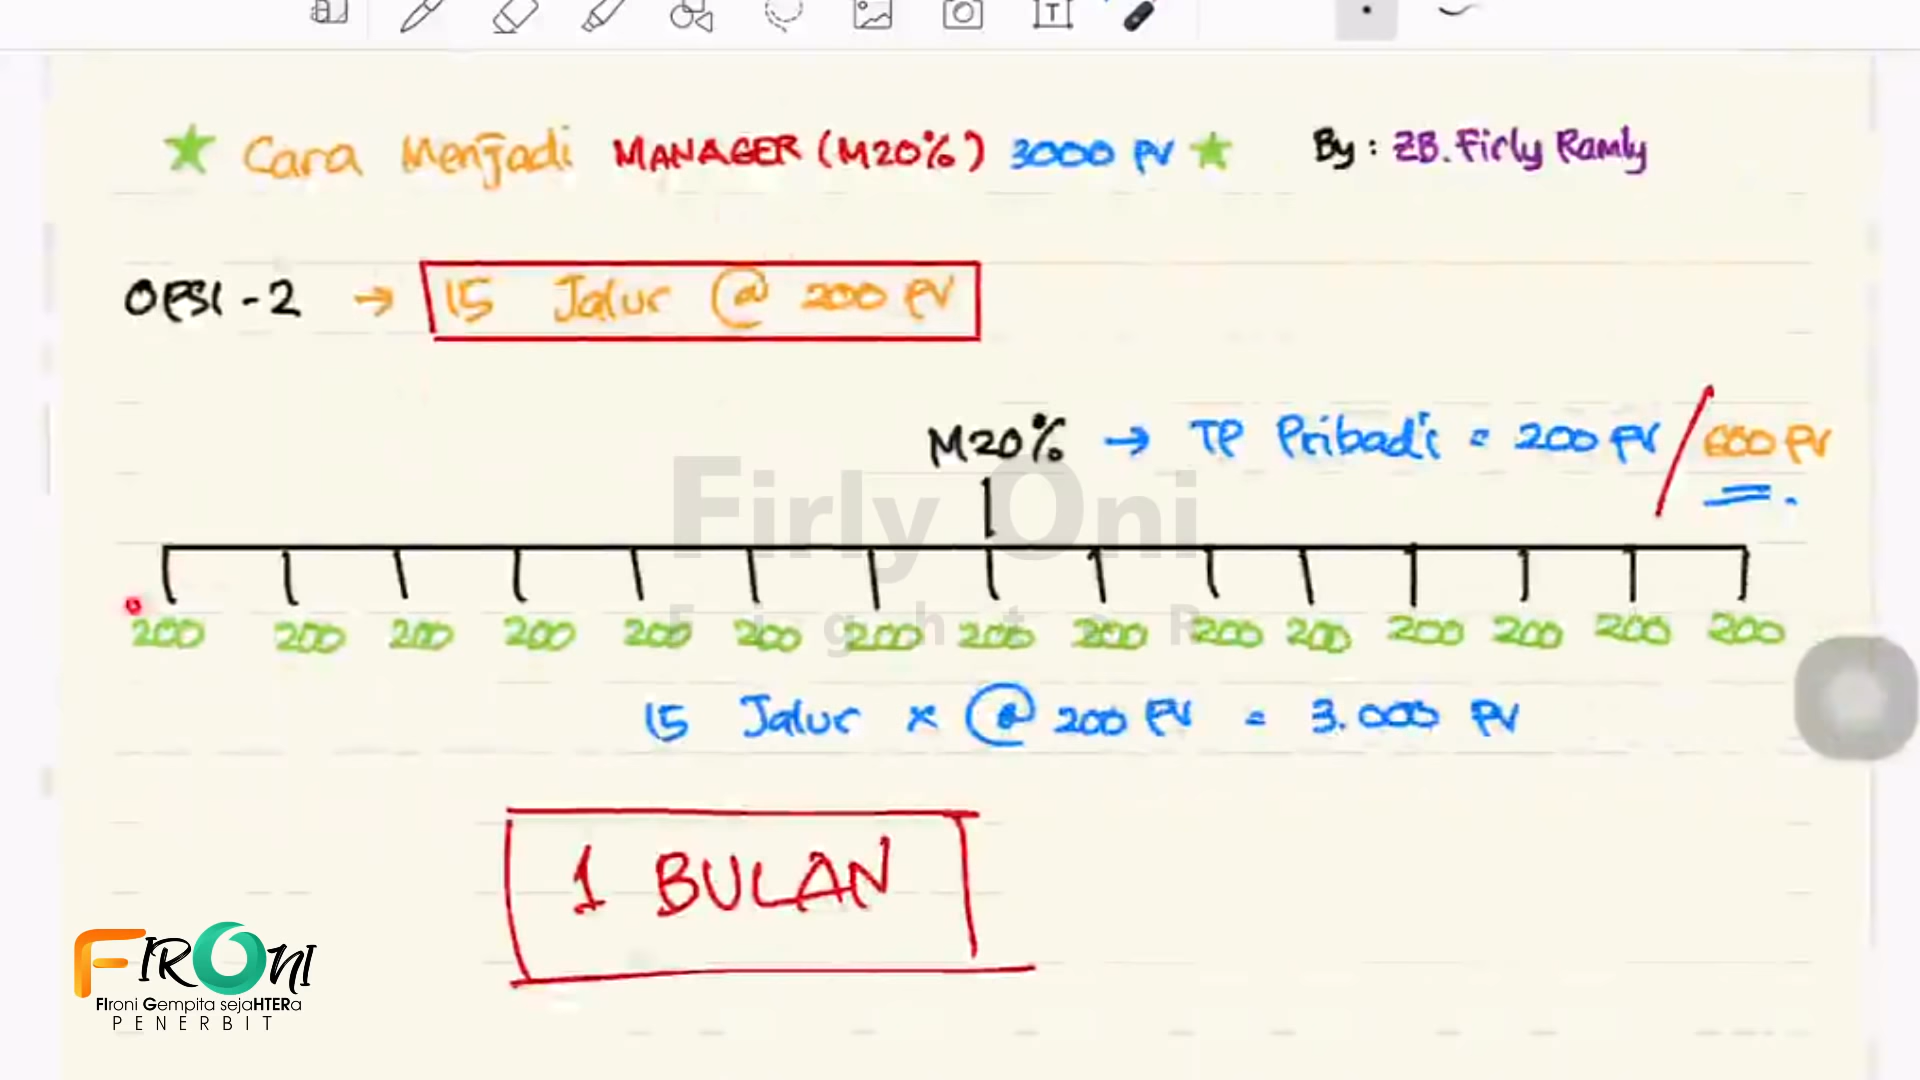 ★ Cara Menjadi MANAGER (M20%) 3000 PV ★ By : ZB. Firly Ramly
OPSI - 2 → 15 Jalur @ 200 PV
M20% → TP Pribadi = 200 PV / 600 PV
Firly Oni
FighteR
200 200 200 200 200 200 200 200 200 200 200 200 200 200 200
15 Jalur x @ 200 PV = 3.000 PV
1 BULAN
FIRONI
FIroni Gempita sejaHTERa
PENERBIT